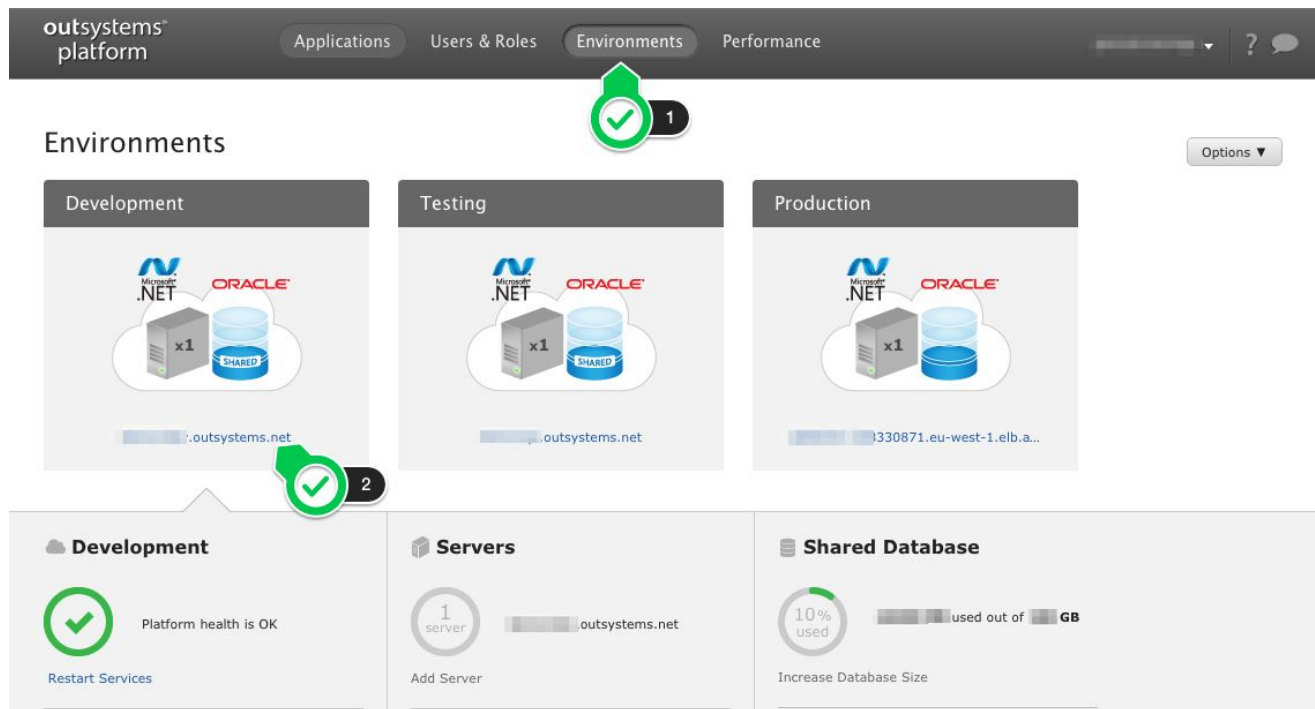 outsystems®
platform
Applications
Users & Roles
Environments
Performance
?
1
Environments
Options ▼
Development
Testing
Production
Microsoft®
.NET
ORACLE®
x1
SHARED
Microsoft®
.NET
ORACLE®
x1
SHARED
Microsoft®
.NET
ORACLE®
x1
.outsystems.net
.outsystems.net
330871.eu-west-1.elb.a...
2
Development
Servers
Shared Database
Platform health is OK
1
server
.outsystems.net
10%
used
used out of GB
Restart Services
Add Server
Increase Database Size